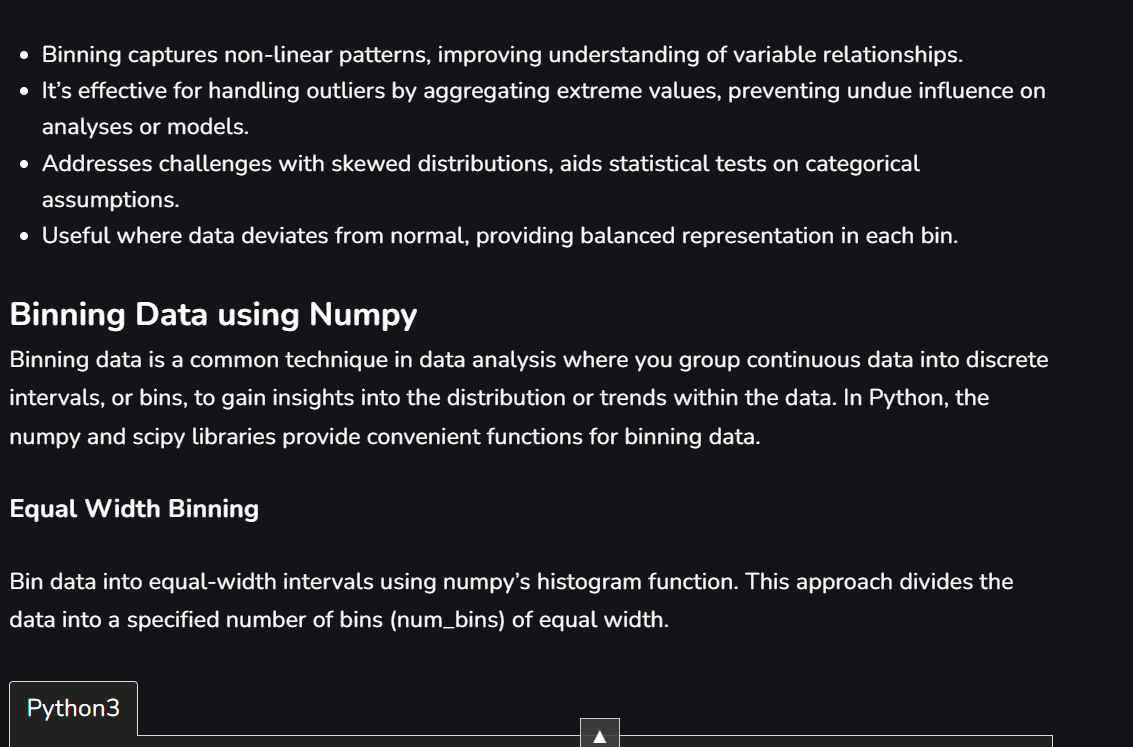 • Binning captures non-linear patterns, improving understanding of variable relationships.
• It’s effective for handling outliers by aggregating extreme values, preventing undue influence on
analyses or models.
• Addresses challenges with skewed distributions, aids statistical tests on categorical
assumptions.
• Useful where data deviates from normal, providing balanced representation in each bin.
Binning Data using Numpy
Binning data is a common technique in data analysis where you group continuous data into discrete
intervals, or bins, to gain insights into the distribution or trends within the data. In Python, the
numpy and scipy libraries provide convenient functions for binning data.
Equal Width Binning
Bin data into equal-width intervals using numpy’s histogram function. This approach divides the
data into a specified number of bins (num_bins) of equal width.
Python3